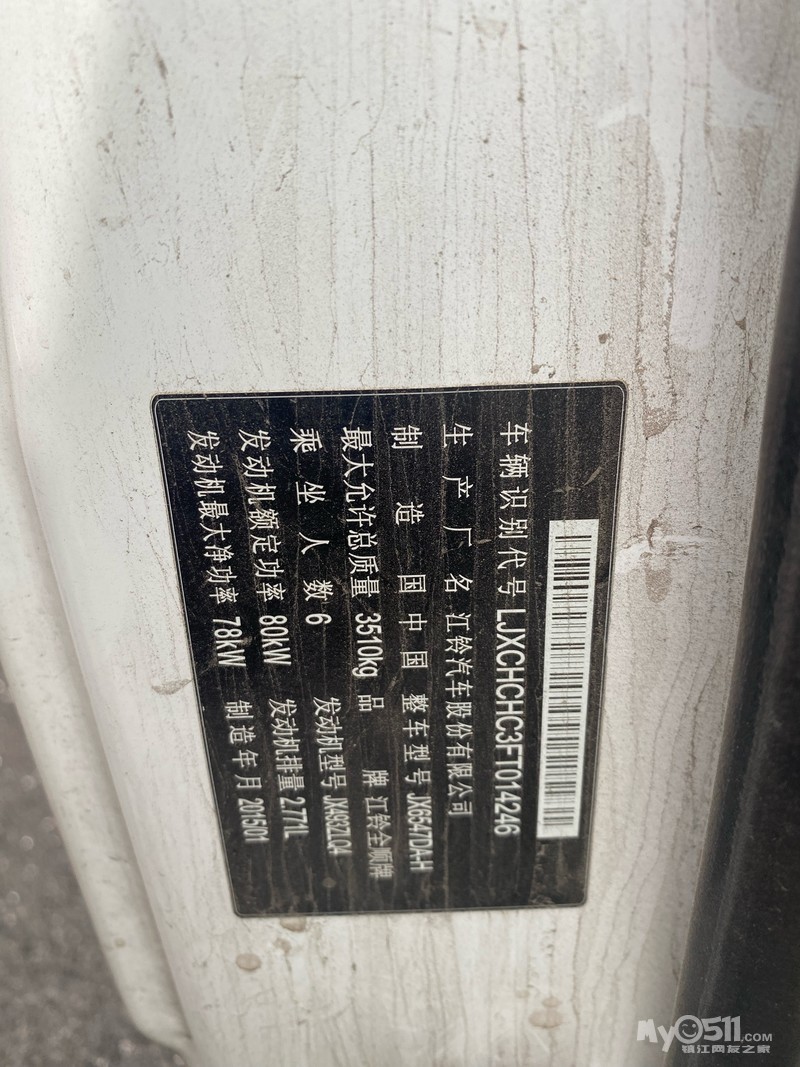 车辆识别代号 LJXCHCHC3FT014246
生产厂名 江铃汽车股份有限公司
制造国 中国 整车型号 JX6547DA-H
最大允许总质量 3510kg 品牌 江铃全顺牌
乘坐人数 6 发动机型号 JX493ZLQ4
发动机额定功率 80kW 发动机排量 2.771L
发动机最大净功率 78kW 制造年月 2015/01
My0511.COM
镇江网友之家